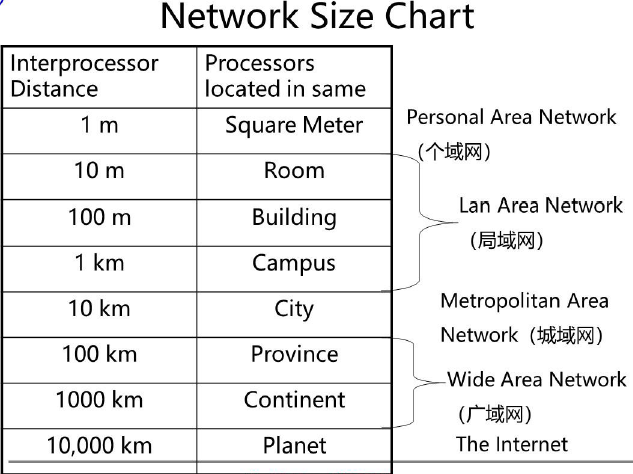 Network Size Chart
Interprocessor Distance
Processors located in same
1 m
Square Meter
Personal Area Network
(个域网)
10 m
Room
100 m
Building
Lan Area Network
(局域网)
1 km
Campus
10 km
City
Metropolitan Area
Network (城域网)
100 km
Province
1000 km
Continent
Wide Area Network
(广域网)
10,000 km
Planet
The Internet